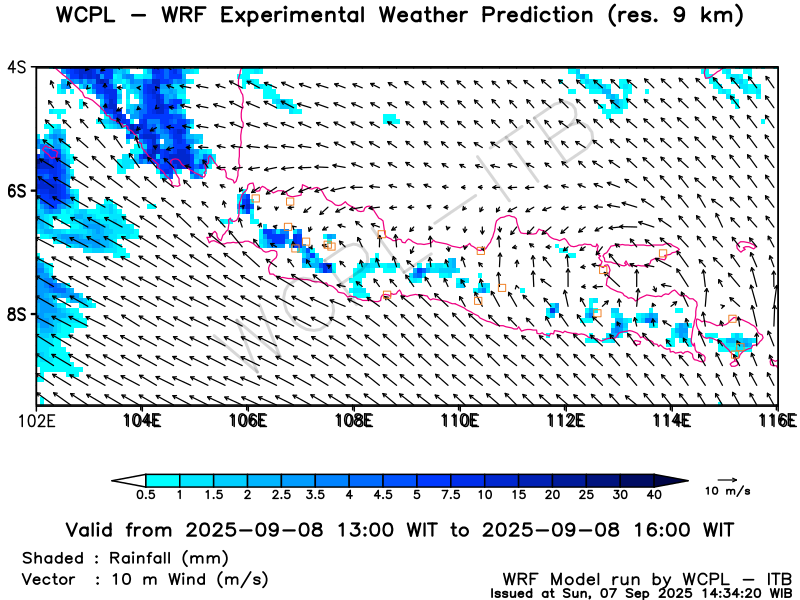 WCPL – WRF Experimental Weather Prediction (res. 9 km)
4S
6S
8S
WCPL–ITB
102E 104E 106E 108E 110E 112E 114E 116E
0.5 1 1.5 2 2.5 3.5 4 4.5 5 7.5 10 15 20 25 30 40
10 m/s
Valid from 2025–09–08 13:00 WIT to 2025–09–08 16:00 WIT
Shaded : Rainfall (mm)
Vector : 10 m Wind (m/s)
WRF Model run by WCPL – ITB
Issued at Sun, 07 Sep 2025 14:34:20 WIB